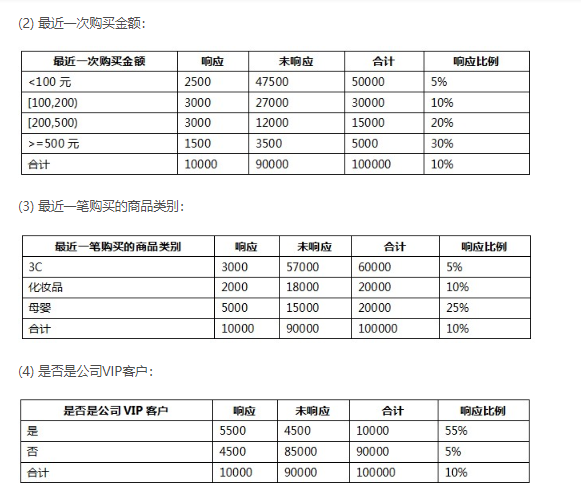 (2) 最近一次购买金额：
最近一次购买金额 响应 未响应 合计 响应比例
<100 元 2500 47500 50000 5%
[100,200) 3000 27000 30000 10%
[200,500) 3000 12000 15000 20%
>=500 元 1500 3500 5000 30%
合计 10000 90000 100000 10%
(3) 最近一笔购买的商品类别：
最近一笔购买的商品类别 响应 未响应 合计 响应比例
3C 3000 57000 60000 5%
化妆品 2000 18000 20000 10%
母婴 5000 15000 20000 25%
合计 10000 90000 100000 10%
(4) 是否是公司VIP客户：
是否是公司 VIP 客户 响应 未响应 合计 响应比例
是 5500 4500 10000 55%
否 4500 85000 90000 5%
合计 10000 90000 100000 10%